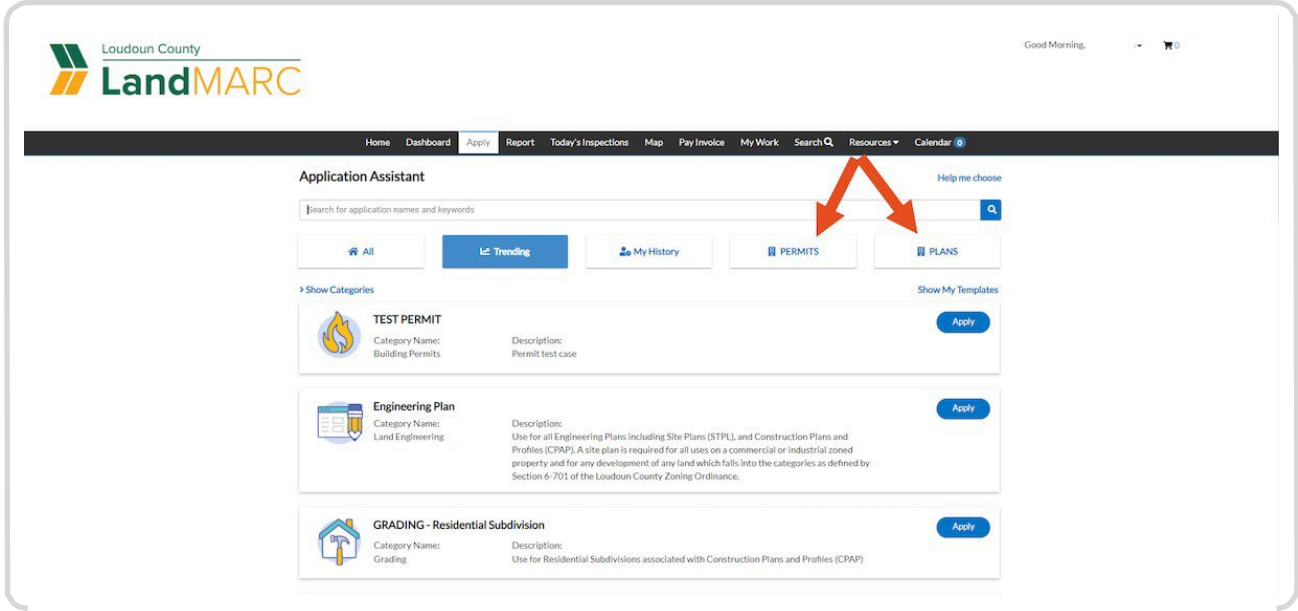 Loudoun County
LandMARC
Good Morning,
0
Home Dashboard Apply Report Today's Inspections Map Pay Invoice My Work Search Resources Calendar 0
Application Assistant
Help me choose
Search for application names and keywords
All
Trending
My History
PERMITS
PLANS
> Show Categories
Show My Templates
TEST PERMIT
Apply
Category Name:
Building Permits
Description:
Permit test case
Engineering Plan
Apply
Category Name:
Land Engineering
Description:
Use for all Engineering Plans including Site Plans (STPL), and Construction Plans and
Profiles (CPAP). A site plan is required for all uses on a commercial or industrial zoned
property and for any development of any land which falls into the categories as defined by
Section 6-701 of the Loudoun County Zoning Ordinance.
GRADING - Residential Subdivision
Apply
Category Name:
Grading
Description:
Use for Residential Subdivisions associated with Construction Plans and Profiles (CPAP)